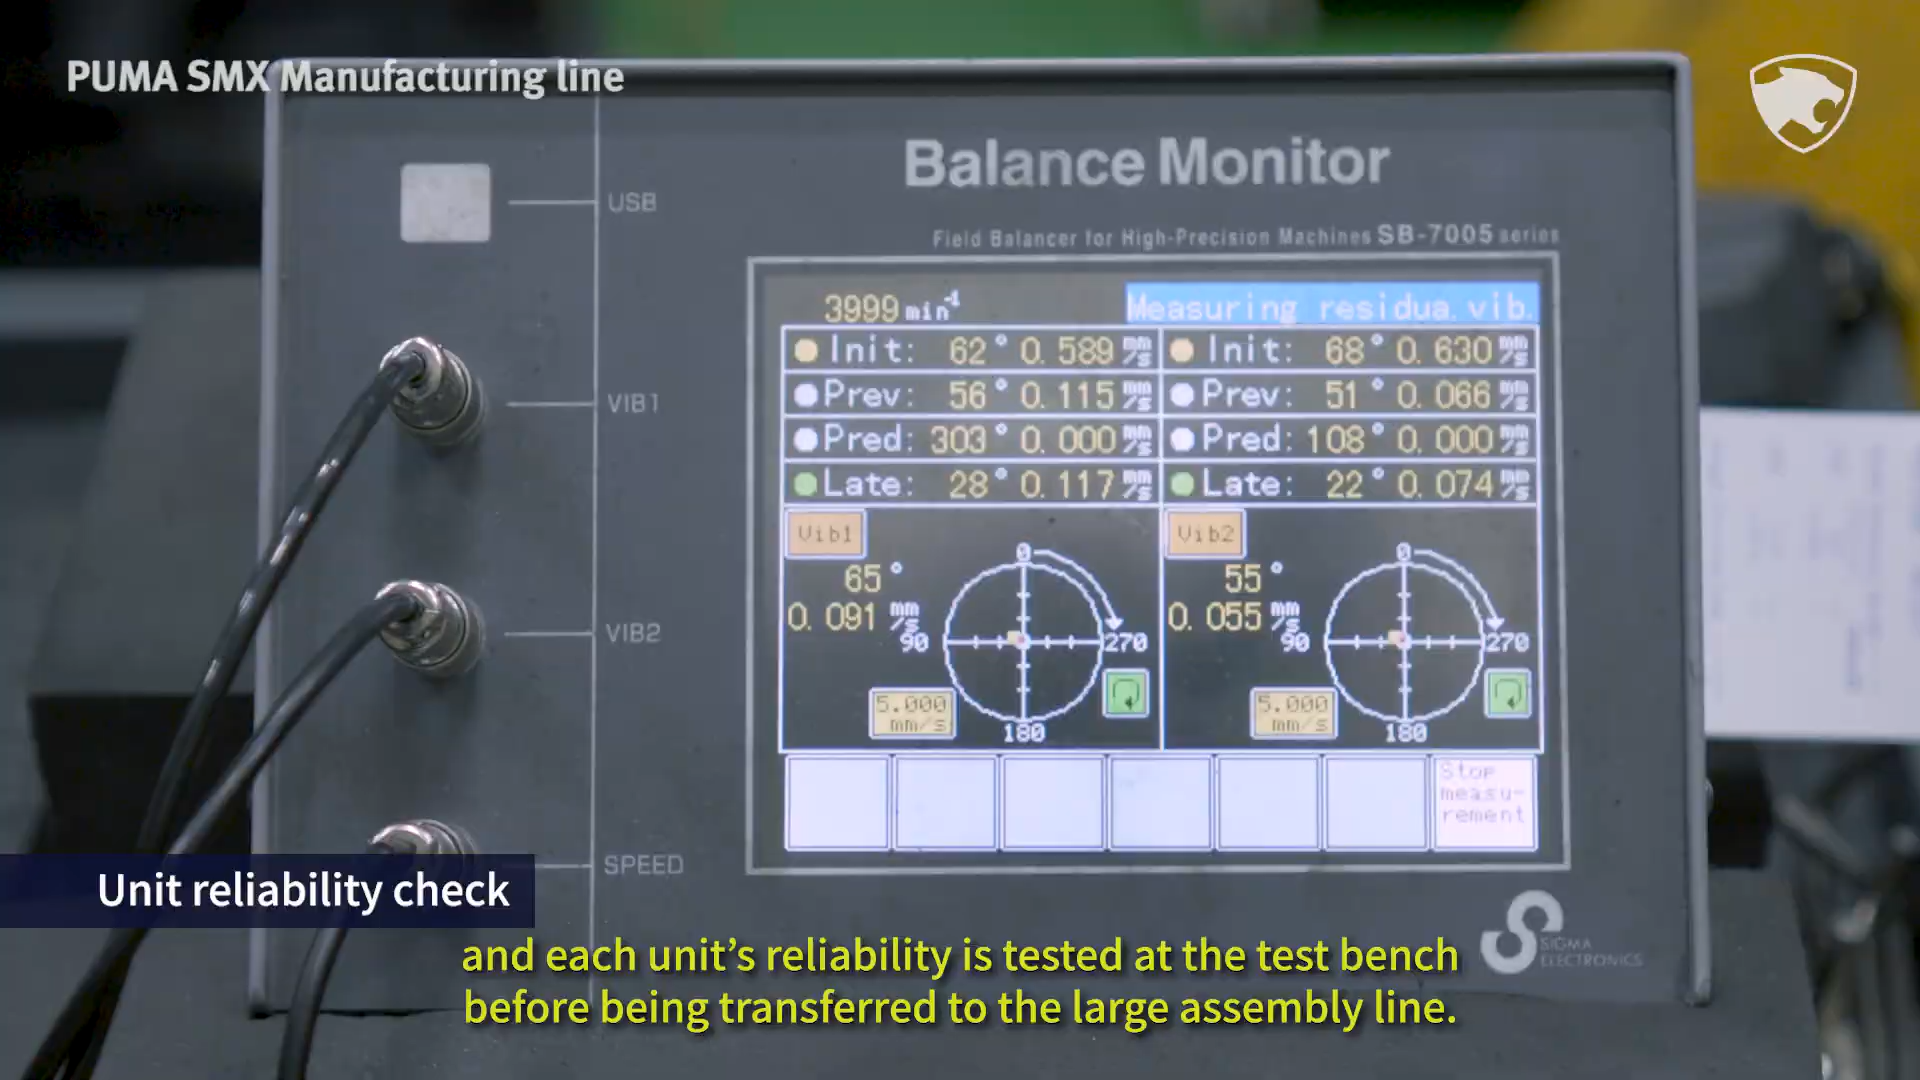 PUMA SMX Manufacturing line
Balance Monitor
Field Balancer for High-Precision Machines SB-7005 series
USB
VIB1
VIB2
SPEED
3999 min-1
Measuring residua. vib.
Init: 62° 0.589 mm/s
Init: 68° 0.630 mm/s
Prev: 56° 0.115 mm/s
Prev: 51° 0.066 mm/s
Pred: 303° 0.000 mm/s
Pred: 108° 0.000 mm/s
Late: 28° 0.117 mm/s
Late: 22° 0.074 mm/s
Vib1
65°
0.091 mm/s
0
90
270
180
5.000
mm/s
Vib2
55°
0.055 mm/s
0
90
270
180
5.000
mm/s
Stop
measu-
rement
SIGMA
ELECTRONICS
Unit reliability check
and each unit’s reliability is tested at the test bench
before being transferred to the large assembly line.